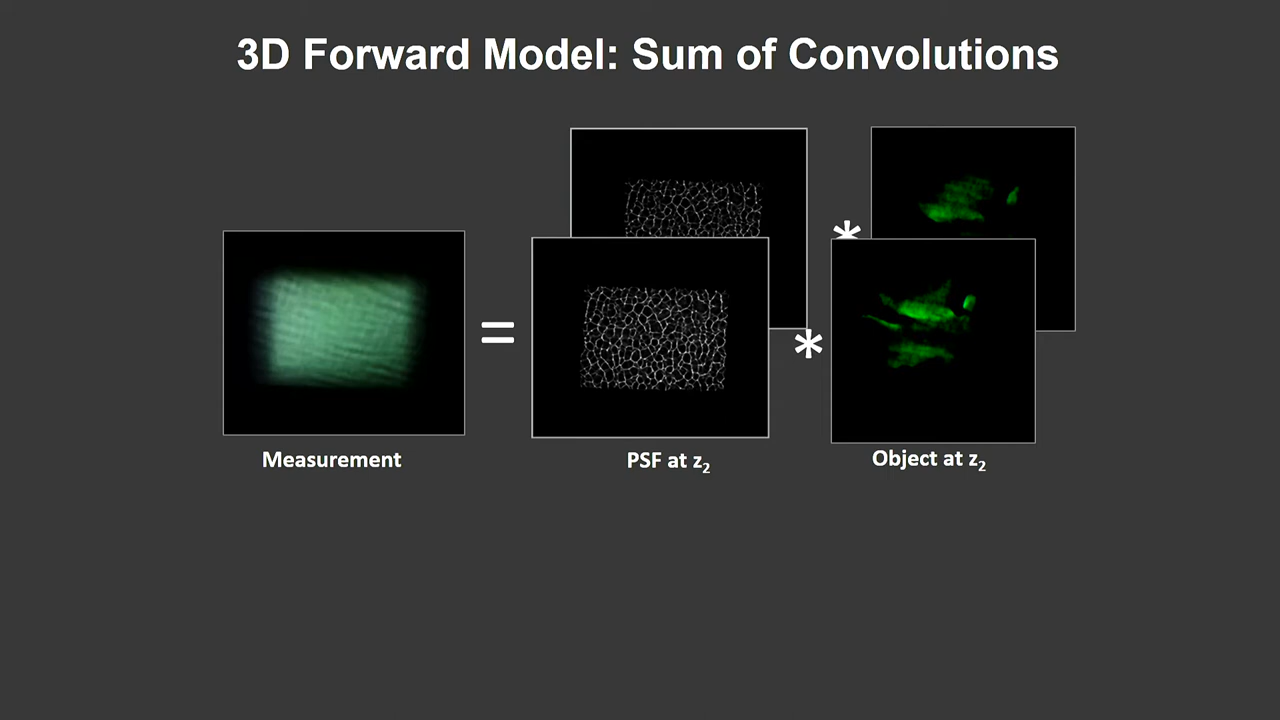 3D Forward Model: Sum of Convolutions
*
= *
Measurement PSF at z₂ Object at z₂